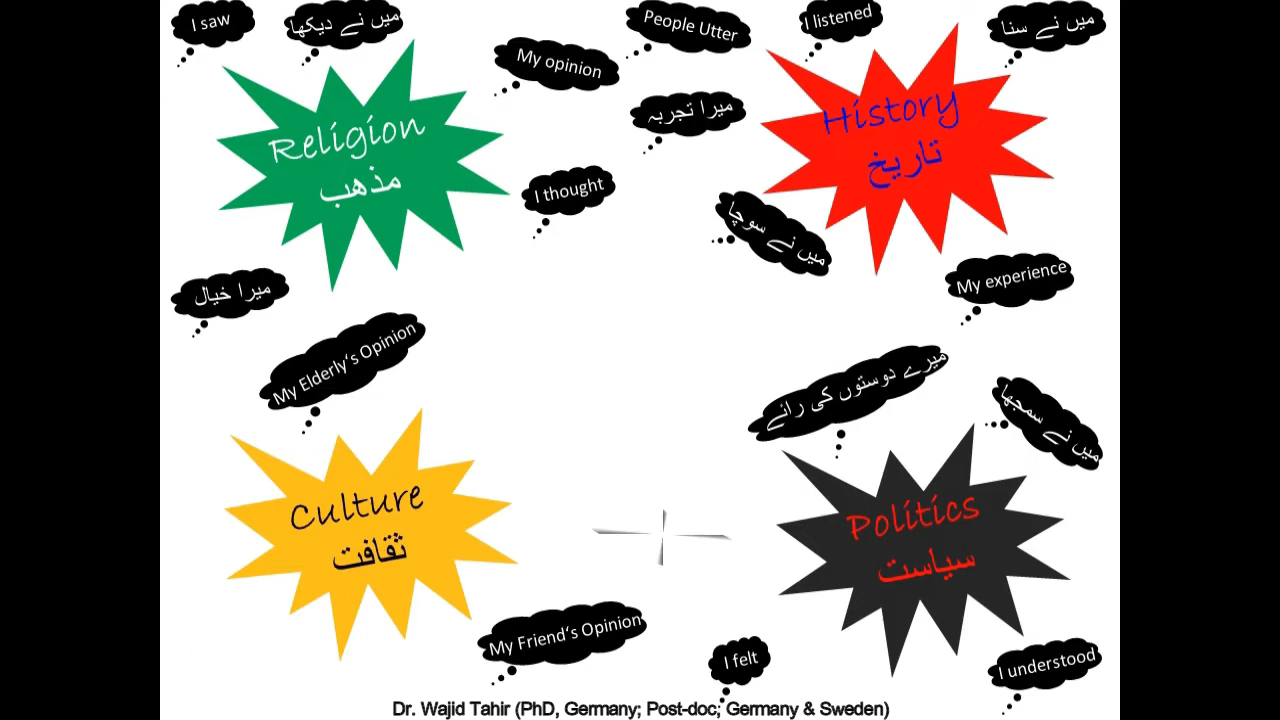 I saw
میں نے دیکھا
People Utter
I listened
میں نے سنا
My opinion
میرا تجربہ
Religion
مذھب
History
تاریخ
I thought
میں نے سوچا
My experience
میرا خیال
My Elderly's Opinion
میرے دوستوں کی رائے
میں نے سمجھا
Culture
ثقافت
Politics
سیاست
My Friend's Opinion
I felt
I understood
Dr. Wajid Tahir (PhD, Germany; Post-doc; Germany & Sweden)